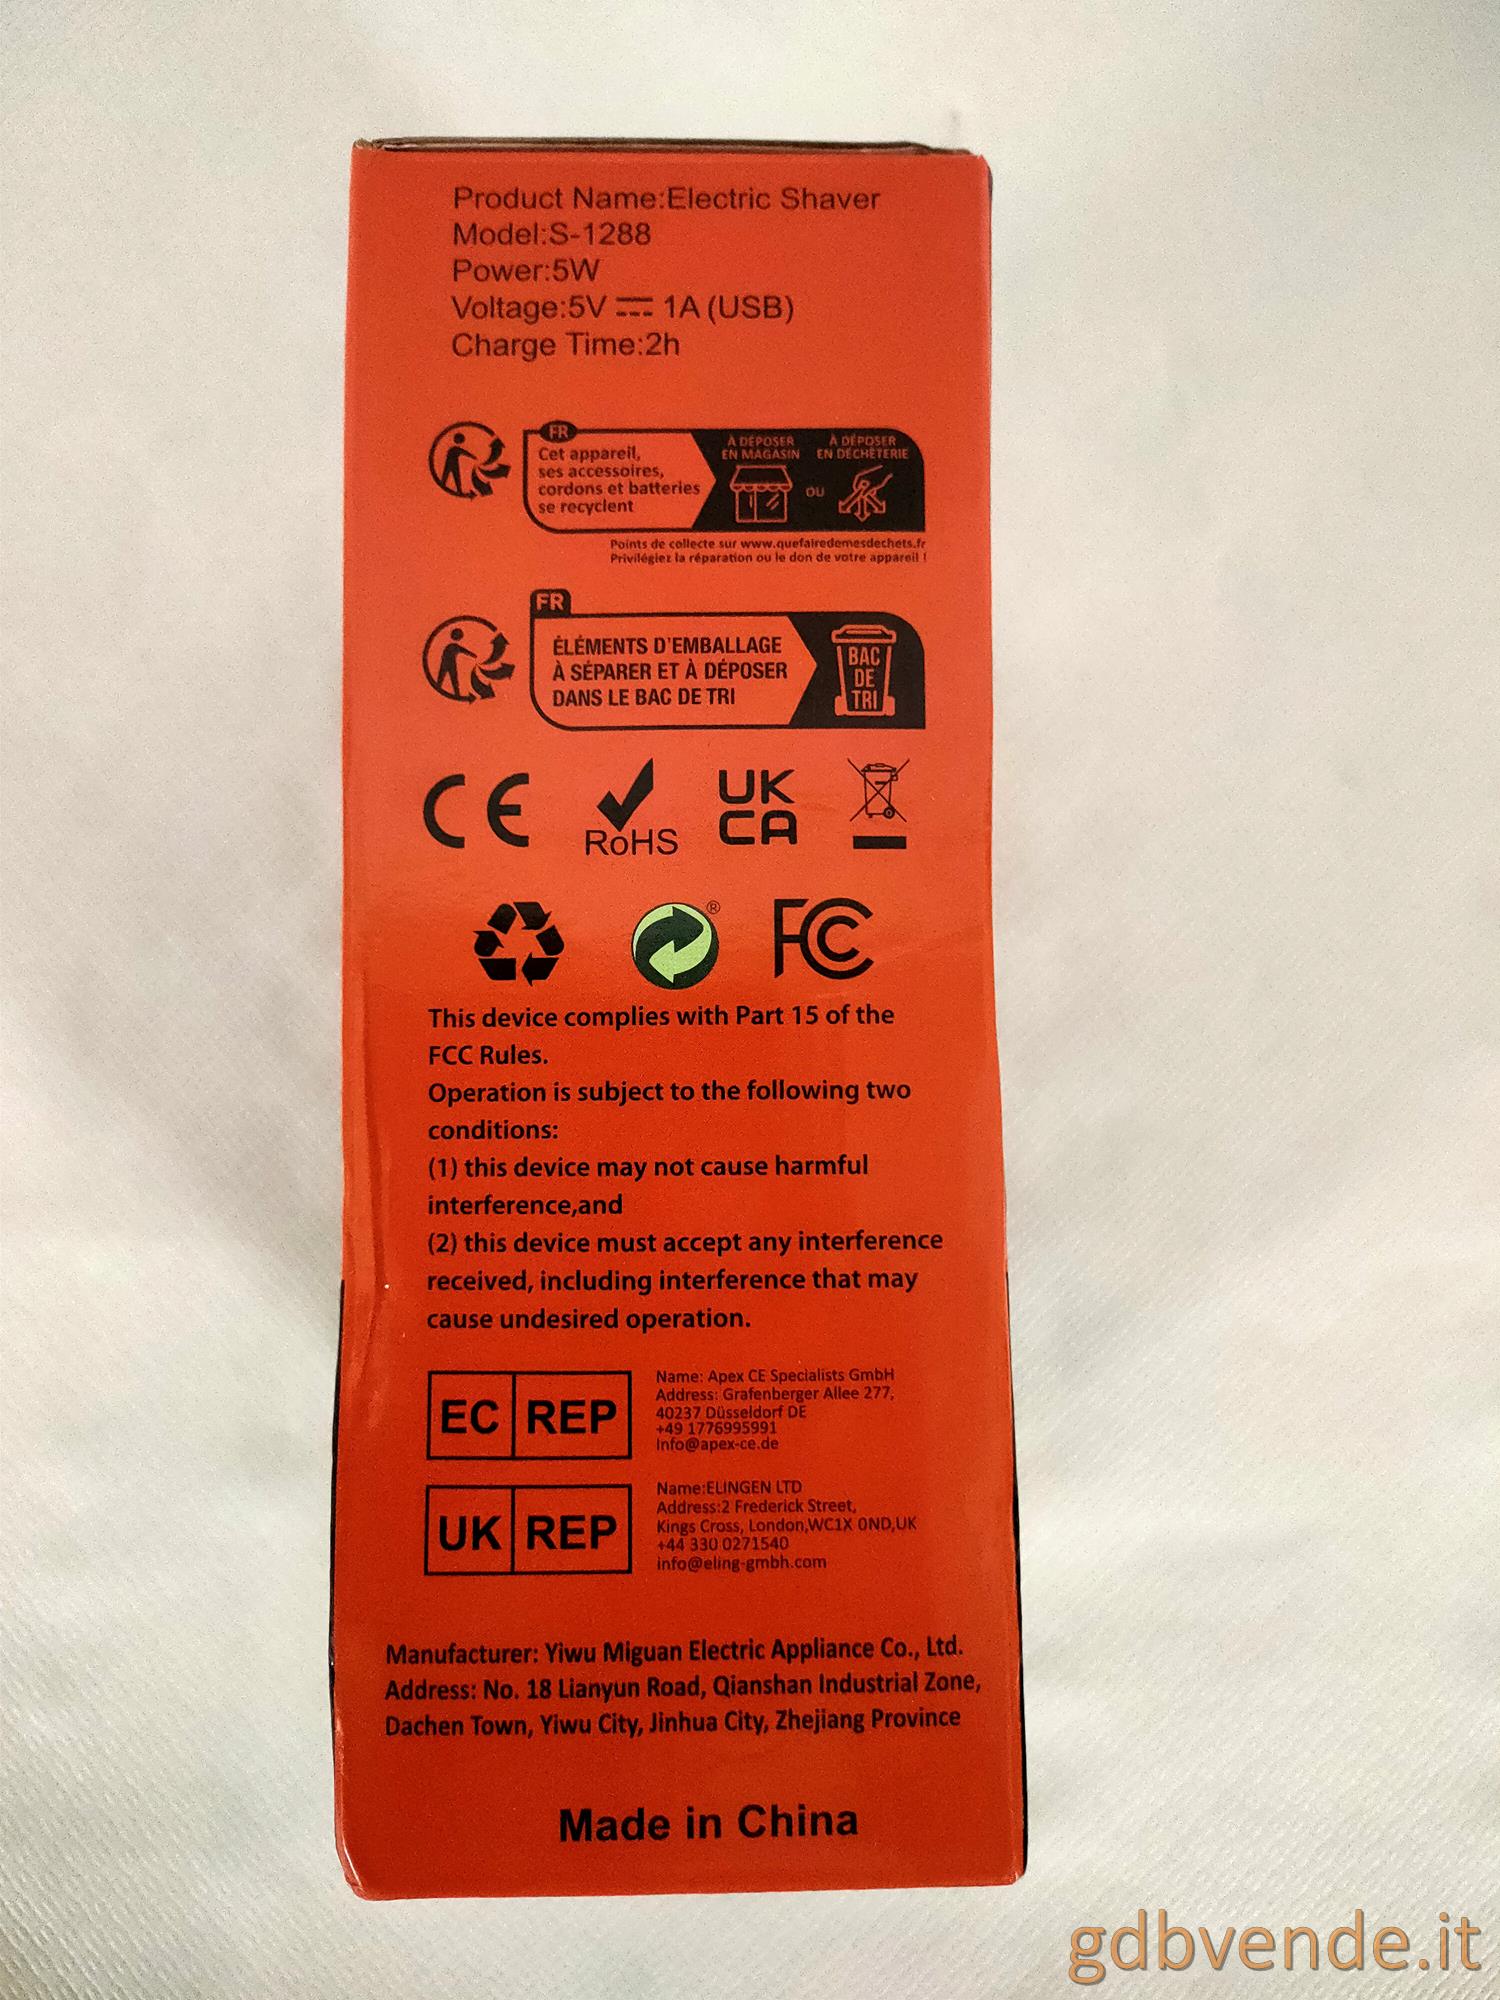 Product Name:Electric Shaver
Model:S-1288
Power:5W
Voltage:5V ⎓ 1A (USB)
Charge Time:2h
FR
Cet appareil,
ses accessoires,
cordons et batteries
se recyclent
À DÉPOSER
EN MAGASIN
OU
À DÉPOSER
EN DÉCHÈTERIE
Points de collecte sur www.quefairedemesdechets.fr
Privilégiez la réparation ou le don de votre appareil !
FR
ÉLÉMENTS D'EMBALLAGE
À SÉPARER ET À DÉPOSER
DANS LE BAC DE TRI
BAC
DE
TRI
CE
RoHS
UK
CA
®
FC
This device complies with Part 15 of the
FCC Rules.
Operation is subject to the following two
conditions:
(1) this device may not cause harmful
interference,and
(2) this device must accept any interference
received, including interference that may
cause undesired operation.
EC REP
Name: Apex CE Specialists GmbH
Address: Grafenberger Allee 277,
40237 Düsseldorf DE
+49 1776995991
Info@apex-ce.de
UK REP
Name:ELINGEN LTD
Address:2 Frederick Street,
Kings Cross, London,WC1X 0ND,UK
+44 330 0271540
info@eling-gmbh.com
Manufacturer: Yiwu Miguan Electric Appliance Co., Ltd.
Address: No. 18 Lianyun Road, Qianshan Industrial Zone,
Dachen Town, Yiwu City, Jinhua City, Zhejiang Province
Made in China
gdbvende.it